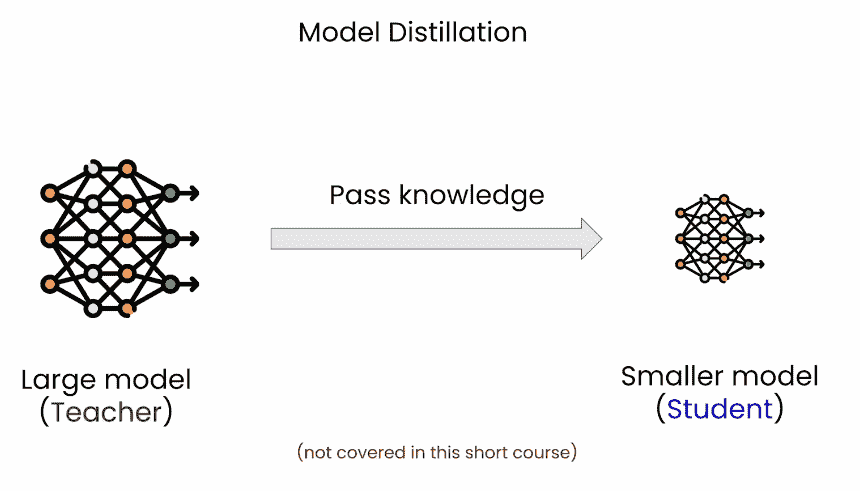 Model Distillation
Pass knowledge
Large model
(Teacher)
Smaller model
(Student)
(not covered in this short course)